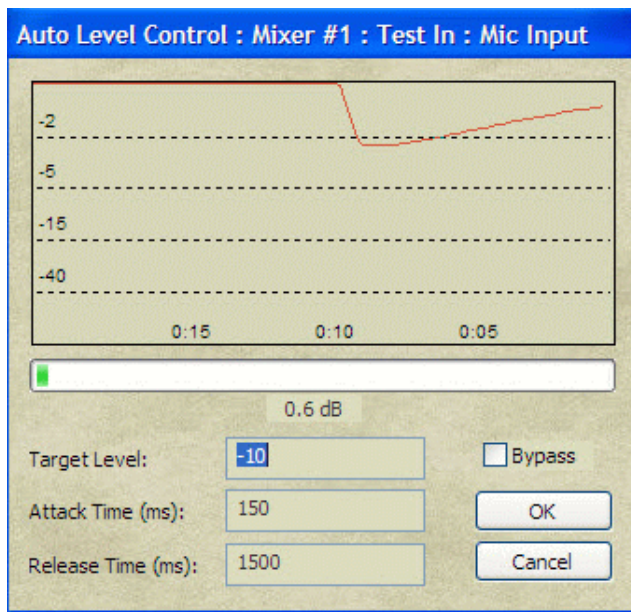 Auto Level Control : Mixer #1 : Test In : Mic Input
-2
-5
-15
-40
0:15 0:10 0:05
0.6 dB
Target Level: -10 Bypass
Attack Time (ms): 150 OK
Release Time (ms): 1500 Cancel